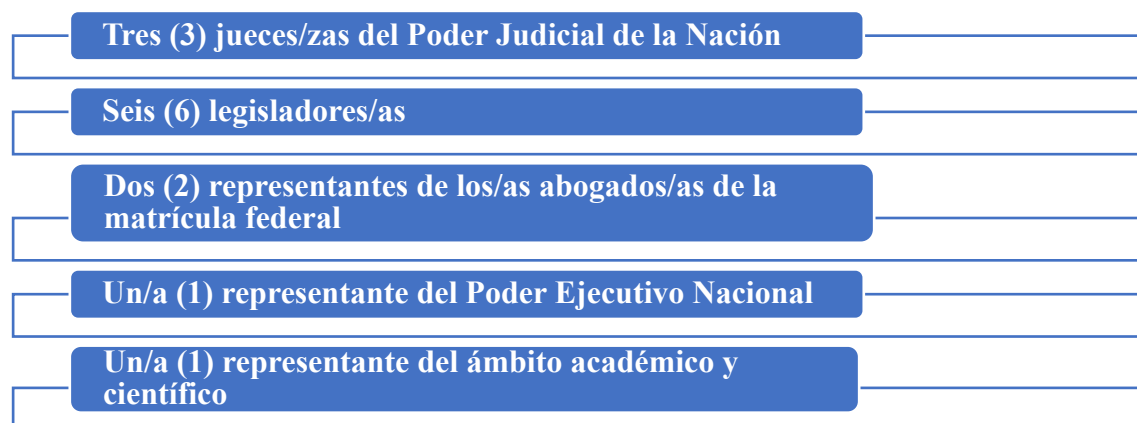 Tres (3) jueces/zas del Poder Judicial de la Nación
Seis (6) legisladores/as
Dos (2) representantes de los/as abogados/as de la
matrícula federal
Un/a (1) representante del Poder Ejecutivo Nacional
Un/a (1) representante del ámbito académico y
científico